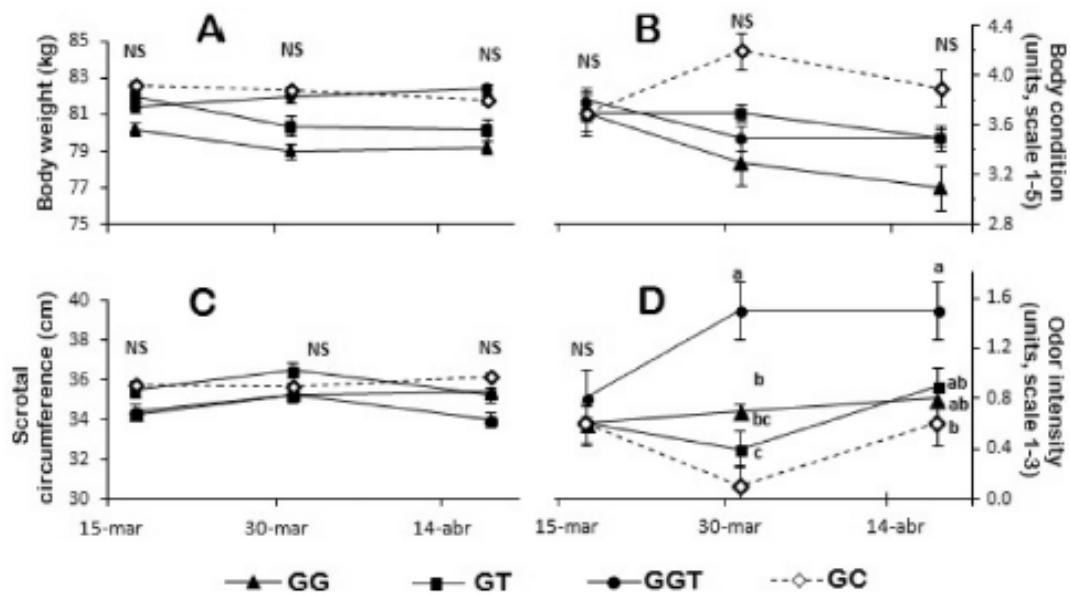 A
B
NS
NS
NS
NS
NS
NS
Body weight (kg)
85
83
81
79
77
75
4.4
4.0
3.6
3.2
2.8
Body condition
(units, scale 1-5)
C
D
NS
NS
NS
NS
a
a
b
bc
c
ab
ab
b
Scrotal
circumference (cm)
40
38
36
34
32
30
1.6
1.2
0.8
0.4
0.0
Odor intensity
(units, scale 1-3)
15-mar
30-mar
14-abr
15-mar
30-mar
14-abr
GG
GT
GGT
GC